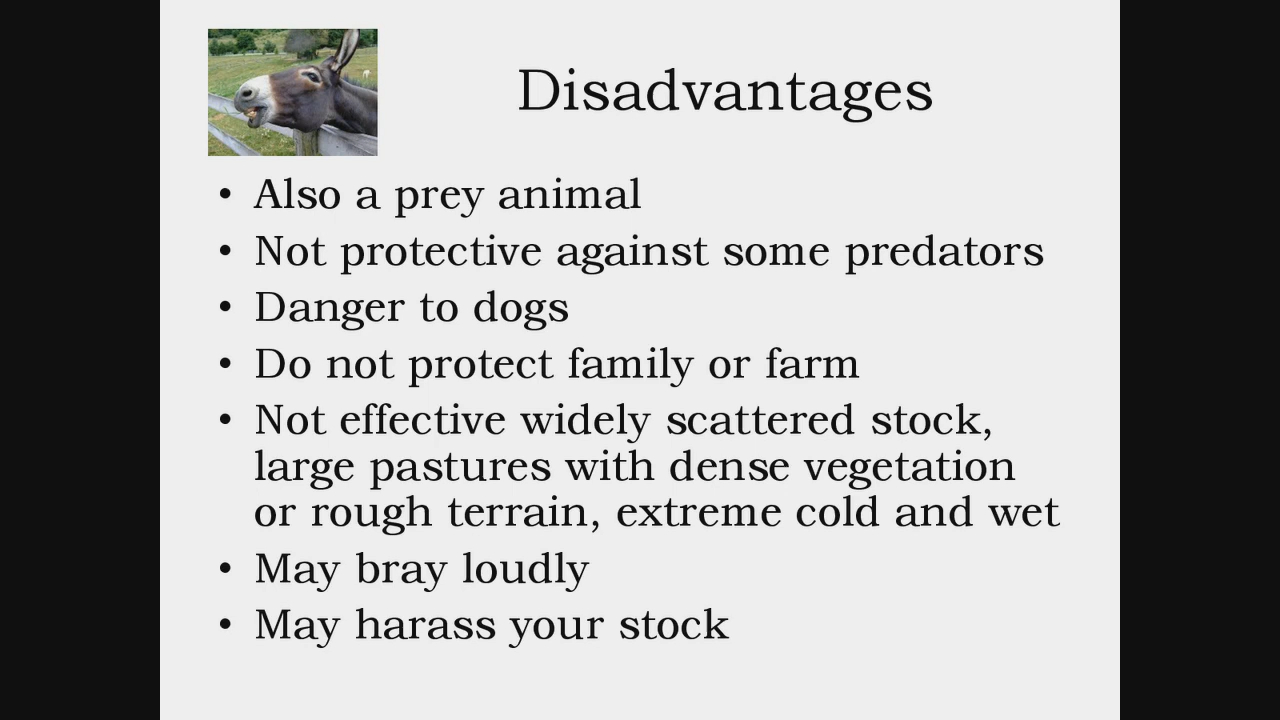 Disadvantages
• Also a prey animal
• Not protective against some predators
• Danger to dogs
• Do not protect family or farm
• Not effective widely scattered stock,
large pastures with dense vegetation
or rough terrain, extreme cold and wet
• May bray loudly
• May harass your stock